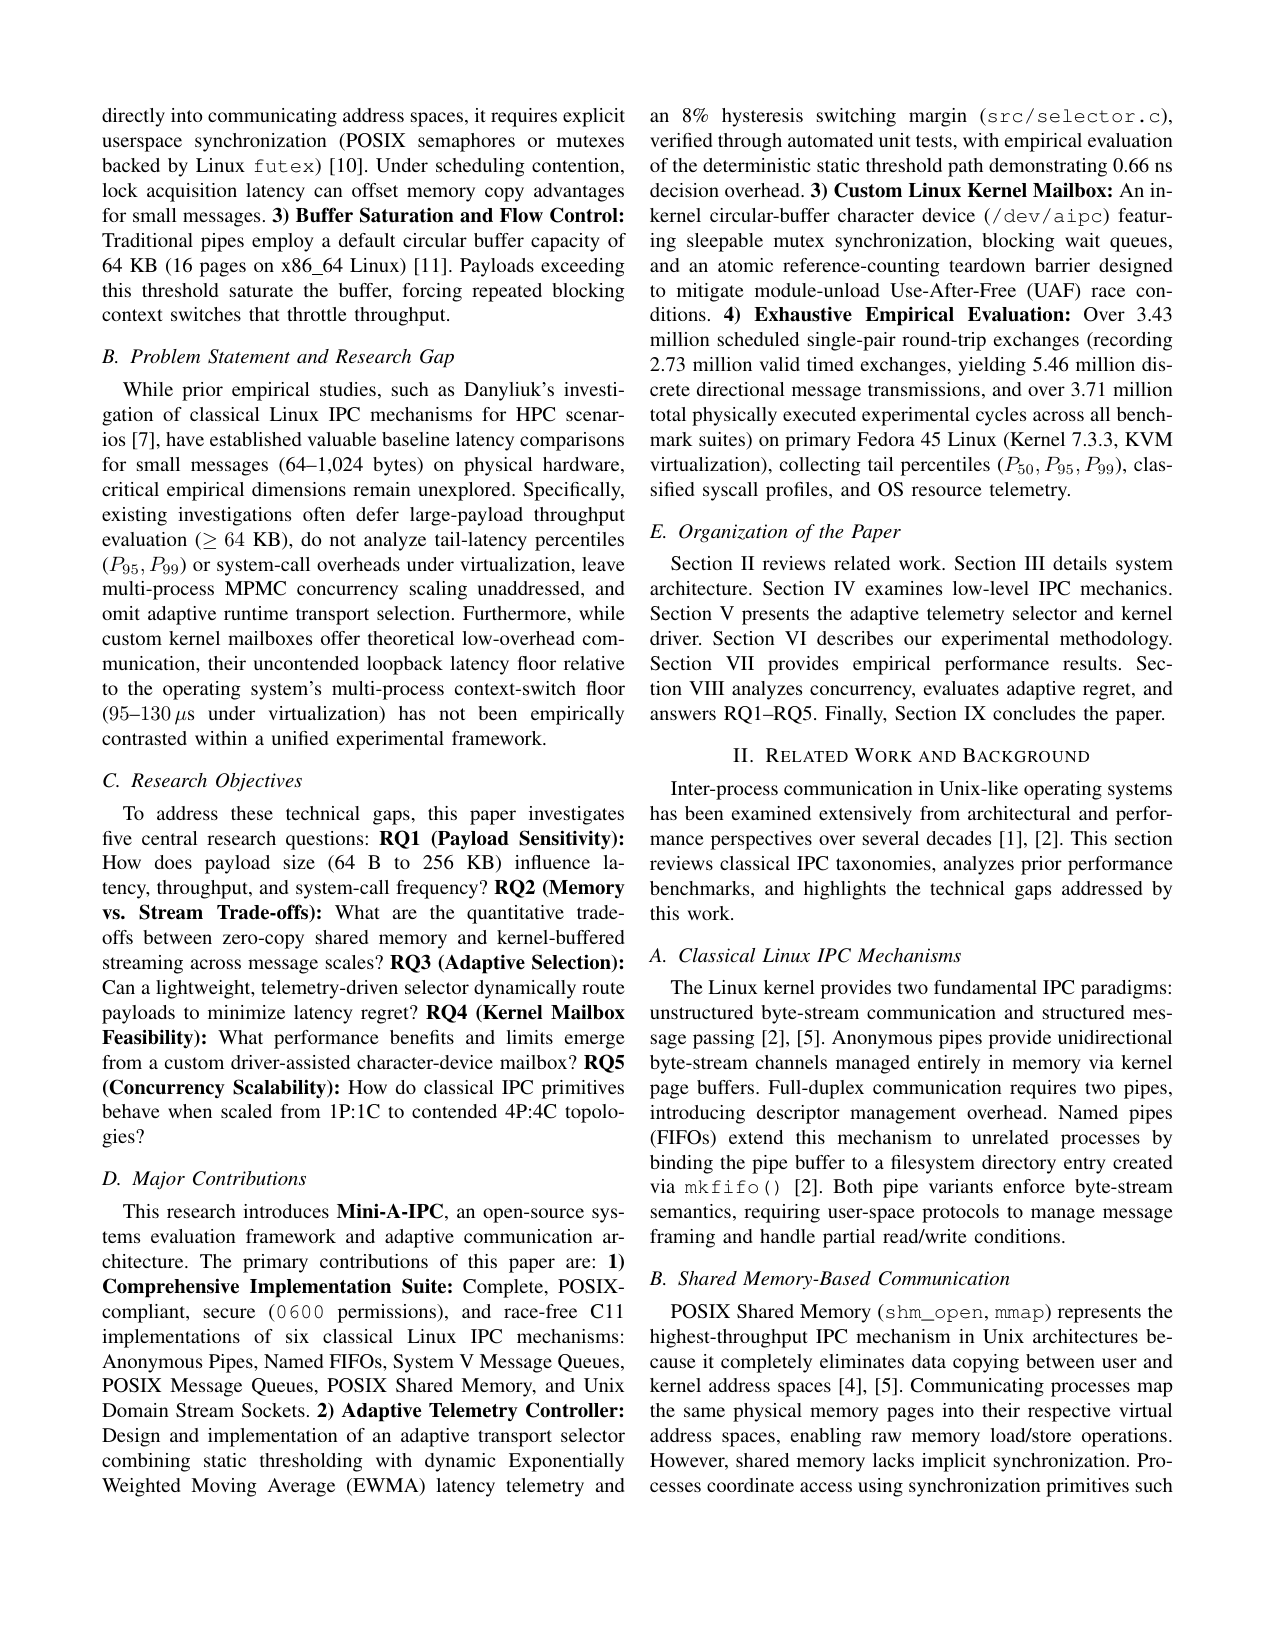 directly into communicating address spaces, it requires explicit
userspace synchronization (POSIX semaphores or mutexes
backed by Linux futex) [10]. Under scheduling contention,
lock acquisition latency can offset memory copy advantages
for small messages. 3) Buffer Saturation and Flow Control:
Traditional pipes employ a default circular buffer capacity of
64 KB (16 pages on x86_64 Linux) [11]. Payloads exceeding
this threshold saturate the buffer, forcing repeated blocking
context switches that throttle throughput.
B. Problem Statement and Research Gap
While prior empirical studies, such as Danyliuk's investi-
gation of classical Linux IPC mechanisms for HPC scenar-
ios [7], have established valuable baseline latency comparisons
for small messages (64–1,024 bytes) on physical hardware,
critical empirical dimensions remain unexplored. Specifically,
existing investigations often defer large-payload throughput
evaluation (≥ 64 KB), do not analyze tail-latency percentiles
(P95, P99) or system-call overheads under virtualization, leave
multi-process MPMC concurrency scaling unaddressed, and
omit adaptive runtime transport selection. Furthermore, while
custom kernel mailboxes offer theoretical low-overhead com-
munication, their uncontended loopback latency floor relative
to the operating system's multi-process context-switch floor
(95–130 μs under virtualization) has not been empirically
contrasted within a unified experimental framework.
C. Research Objectives
To address these technical gaps, this paper investigates
five central research questions: RQ1 (Payload Sensitivity):
How does payload size (64 B to 256 KB) influence la-
tency, throughput, and system-call frequency? RQ2 (Memory
vs. Stream Trade-offs): What are the quantitative trade-
offs between zero-copy shared memory and kernel-buffered
streaming across message scales? RQ3 (Adaptive Selection):
Can a lightweight, telemetry-driven selector dynamically route
payloads to minimize latency regret? RQ4 (Kernel Mailbox
Feasibility): What performance benefits and limits emerge
from a custom driver-assisted character-device mailbox? RQ5
(Concurrency Scalability): How do classical IPC primitives
behave when scaled from 1P:1C to contended 4P:4C topolo-
gies?
D. Major Contributions
This research introduces Mini-A-IPC, an open-source sys-
tems evaluation framework and adaptive communication ar-
chitecture. The primary contributions of this paper are: 1)
Comprehensive Implementation Suite: Complete, POSIX-
compliant, secure (0600 permissions), and race-free C11
implementations of six classical Linux IPC mechanisms:
Anonymous Pipes, Named FIFOs, System V Message Queues,
POSIX Message Queues, POSIX Shared Memory, and Unix
Domain Stream Sockets. 2) Adaptive Telemetry Controller:
Design and implementation of an adaptive transport selector
combining static thresholding with dynamic Exponentially
Weighted Moving Average (EWMA) latency telemetry and
an 8% hysteresis switching margin (src/selector.c),
verified through automated unit tests, with empirical evaluation
of the deterministic static threshold path demonstrating 0.66 ns
decision overhead. 3) Custom Linux Kernel Mailbox: An in-
kernel circular-buffer character device (/dev/aipc) featur-
ing sleepable mutex synchronization, blocking wait queues,
and an atomic reference-counting teardown barrier designed
to mitigate module-unload Use-After-Free (UAF) race con-
ditions. 4) Exhaustive Empirical Evaluation: Over 3.43
million scheduled single-pair round-trip exchanges (recording
2.73 million valid timed exchanges, yielding 5.46 million dis-
crete directional message transmissions, and over 3.71 million
total physically executed experimental cycles across all bench-
mark suites) on primary Fedora 45 Linux (Kernel 7.3.3, KVM
virtualization), collecting tail percentiles (P50, P95, P99), clas-
sified syscall profiles, and OS resource telemetry.
E. Organization of the Paper
Section II reviews related work. Section III details system
architecture. Section IV examines low-level IPC mechanics.
Section V presents the adaptive telemetry selector and kernel
driver. Section VI describes our experimental methodology.
Section VII provides empirical performance results. Sec-
tion VIII analyzes concurrency, evaluates adaptive regret, and
answers RQ1–RQ5. Finally, Section IX concludes the paper.
II. RELATED WORK AND BACKGROUND
Inter-process communication in Unix-like operating systems
has been examined extensively from architectural and perfor-
mance perspectives over several decades [1], [2]. This section
reviews classical IPC taxonomies, analyzes prior performance
benchmarks, and highlights the technical gaps addressed by
this work.
A. Classical Linux IPC Mechanisms
The Linux kernel provides two fundamental IPC paradigms:
unstructured byte-stream communication and structured mes-
sage passing [2], [5]. Anonymous pipes provide unidirectional
byte-stream channels managed entirely in memory via kernel
page buffers. Full-duplex communication requires two pipes,
introducing descriptor management overhead. Named pipes
(FIFOs) extend this mechanism to unrelated processes by
binding the pipe buffer to a filesystem directory entry created
via mkfifo() [2]. Both pipe variants enforce byte-stream
semantics, requiring user-space protocols to manage message
framing and handle partial read/write conditions.
B. Shared Memory-Based Communication
POSIX Shared Memory (shm_open, mmap) represents the
highest-throughput IPC mechanism in Unix architectures be-
cause it completely eliminates data copying between user and
kernel address spaces [4], [5]. Communicating processes map
the same physical memory pages into their respective virtual
address spaces, enabling raw memory load/store operations.
However, shared memory lacks implicit synchronization. Pro-
cesses coordinate access using synchronization primitives such